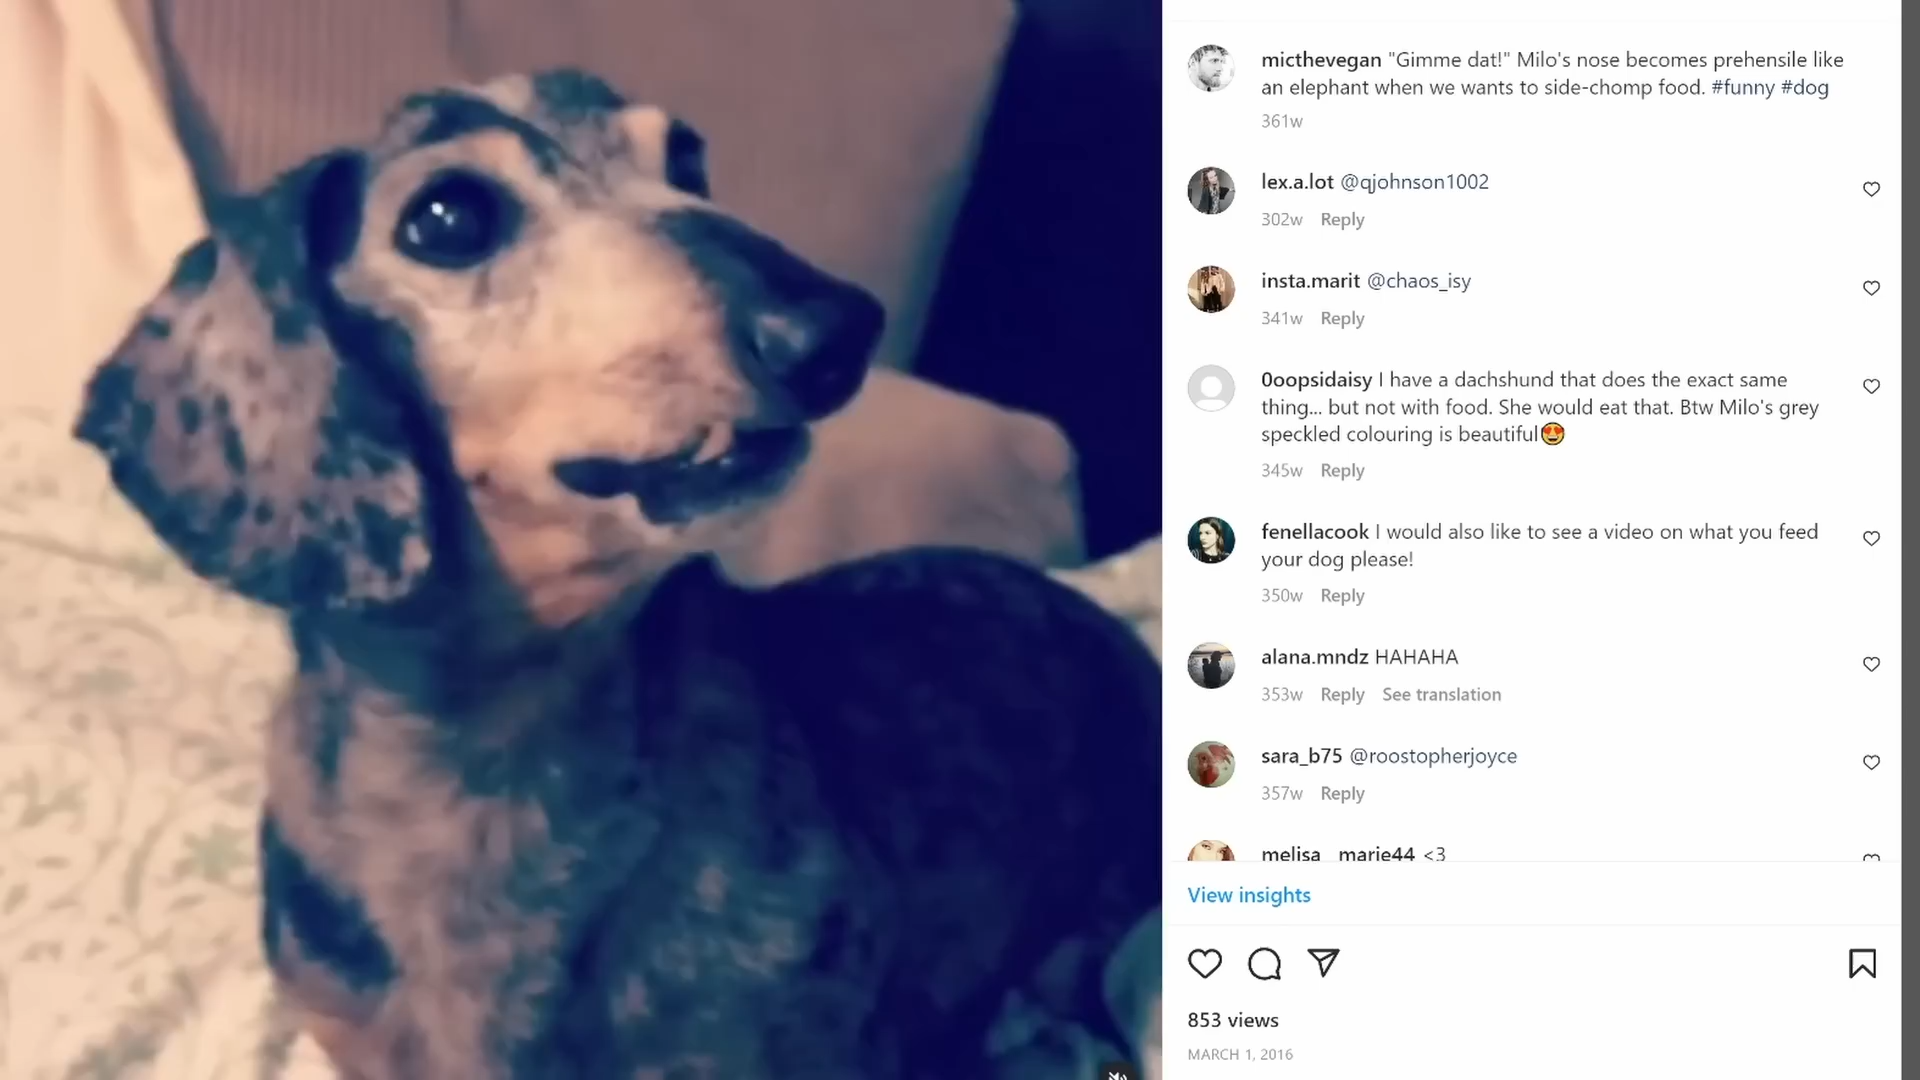 micthevegan "Gimme dat!" Milo's nose becomes prehensile like
an elephant when we wants to side-chomp food. #funny #dog
361w
lex.a.lot @qjohnson1002
302w Reply
insta.marit @chaos_isy
341w Reply
0oopsidaisy I have a dachshund that does the exact same
thing... but not with food. She would eat that. Btw Milo's grey
speckled colouring is beautiful😍
345w Reply
fenellacook I would also like to see a video on what you feed
your dog please!
350w Reply
alana.mndz HAHAHA
353w Reply See translation
sara_b75 @roostopherjoyce
357w Reply
melisa_marie44 <3
View insights
853 views
MARCH 1, 2016